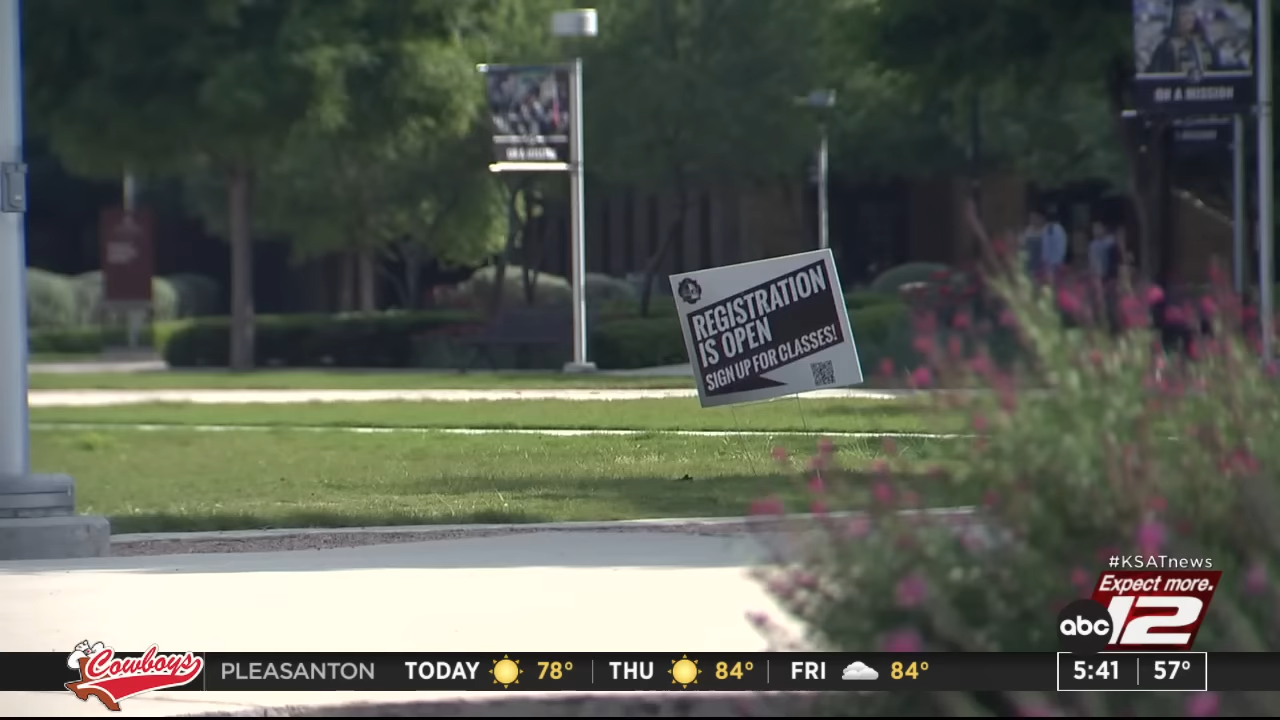 ON A MISSION
REGISTRATION
IS OPEN
SIGN UP FOR CLASSES!
#KSATnews
Expect more.
abc 12
Cowboys
PLEASANTON TODAY 78° THU 84° FRI 84°
5:41 57°